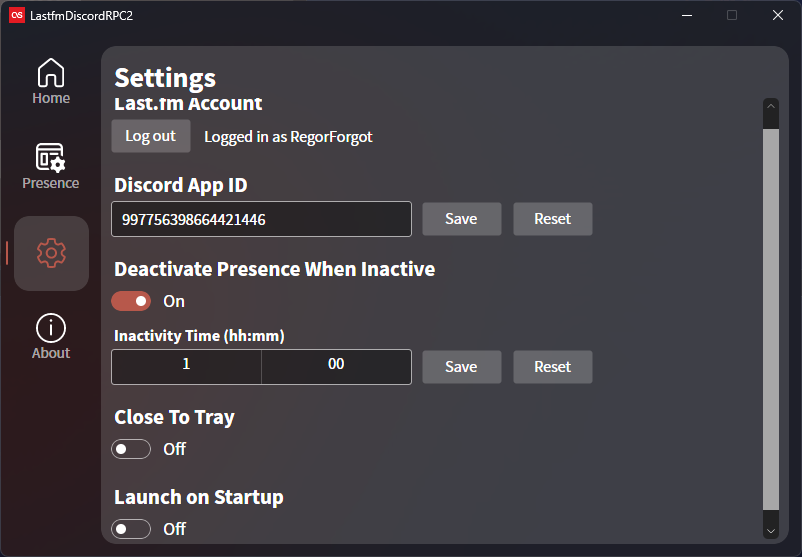 LastfmDiscordRPC2
Home
Presence
About
Settings
Last.fm Account
Log out Logged in as RegorForgot
Discord App ID
997756398664421446 Save Reset
Deactivate Presence When Inactive
On
Inactivity Time (hh:mm)
1 00 Save Reset
Close To Tray
Off
Launch on Startup
Off